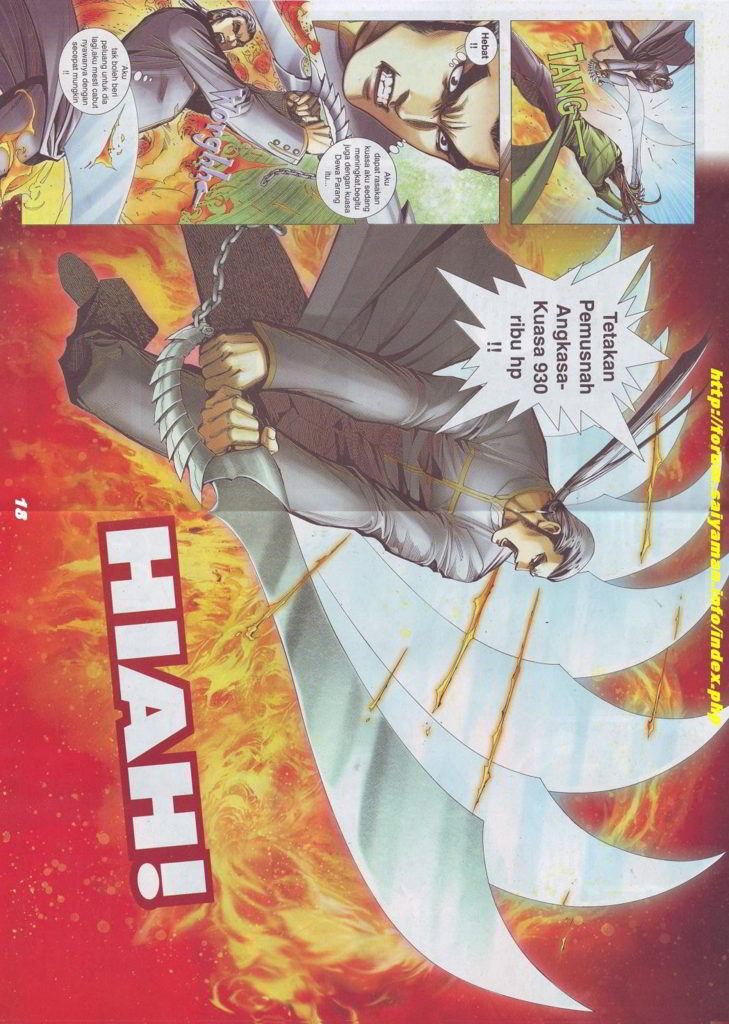 http://forum.saiyaman.info/index.php
TANG-!
Hebat
!!
Aku
dapat rasakan
kuasa aku sedang
meningkat,begitu
juga dengan kuasa
Dewa Parang
itu..
Aku
tak boleh beri
peluang untuk dia
lagi,aku mesti cabut
nyawanya dengan
secepat mungkin
!!
Tetakan
Pemusnah
Angkasa-
Kuasa 930
ribu hp
!!
HIAH!
18